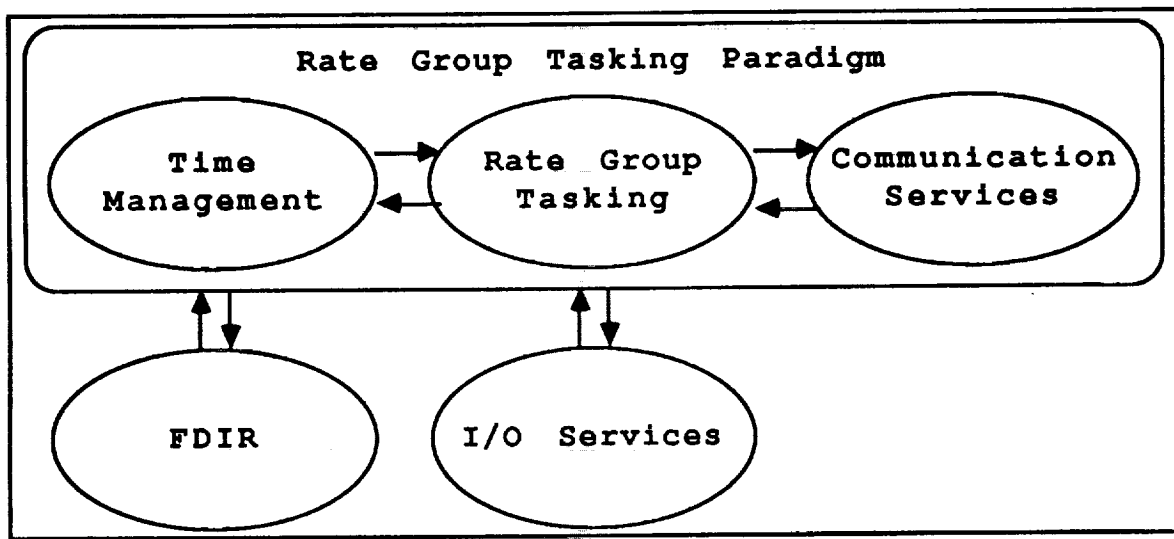 Rate Group Tasking Paradigm
Time
Management
Rate Group
Tasking
Communication
Services
FDIR
I/O Services